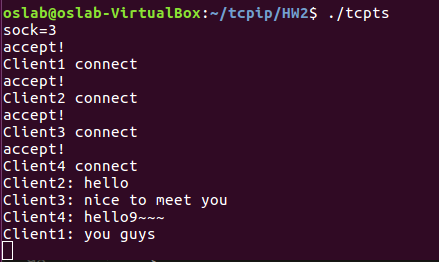 oslab@oslab-VirtualBox:~/tcpip/HW2$ ./tcpts
sock=3
accept!
Client1 connect
accept!
Client2 connect
accept!
Client3 connect
accept!
Client4 connect
Client2: hello
Client3: nice to meet you
Client4: hello9~~~
Client1: you guys